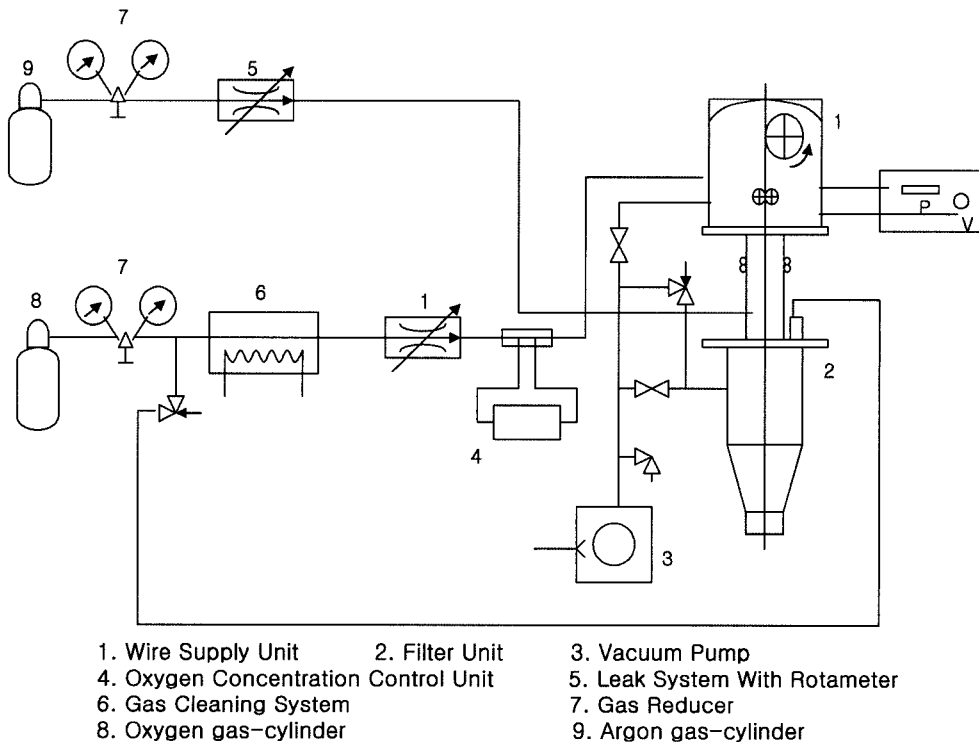 7
9
5
1
P
V
7
8
6
1
2
4
3
1. Wire Supply Unit 2. Filter Unit 3. Vacuum Pump
4. Oxygen Concentration Control Unit 5. Leak System With Rotameter
6. Gas Cleaning System 7. Gas Reducer
8. Oxygen gas-cylinder 9. Argon gas-cylinder